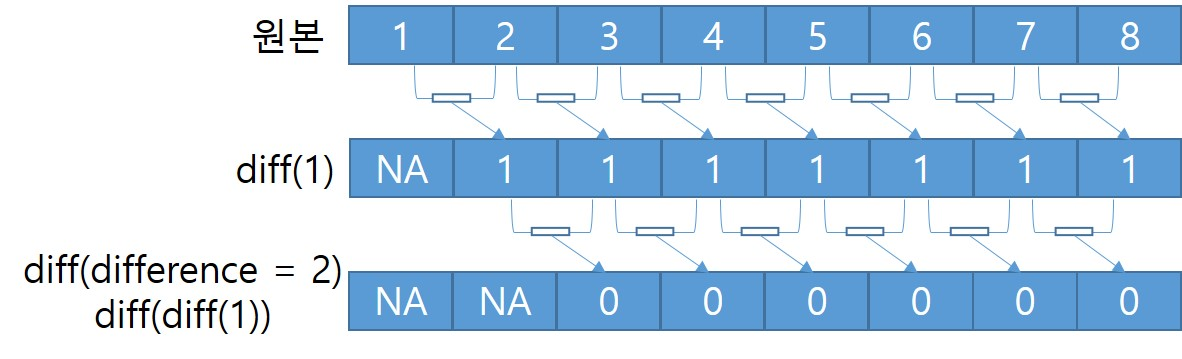 원본 1 2 3 4 5 6 7 8
diff(1) NA 1 1 1 1 1 1 1
diff(difference = 2)
diff(diff(1))
NA NA 0 0 0 0 0 0